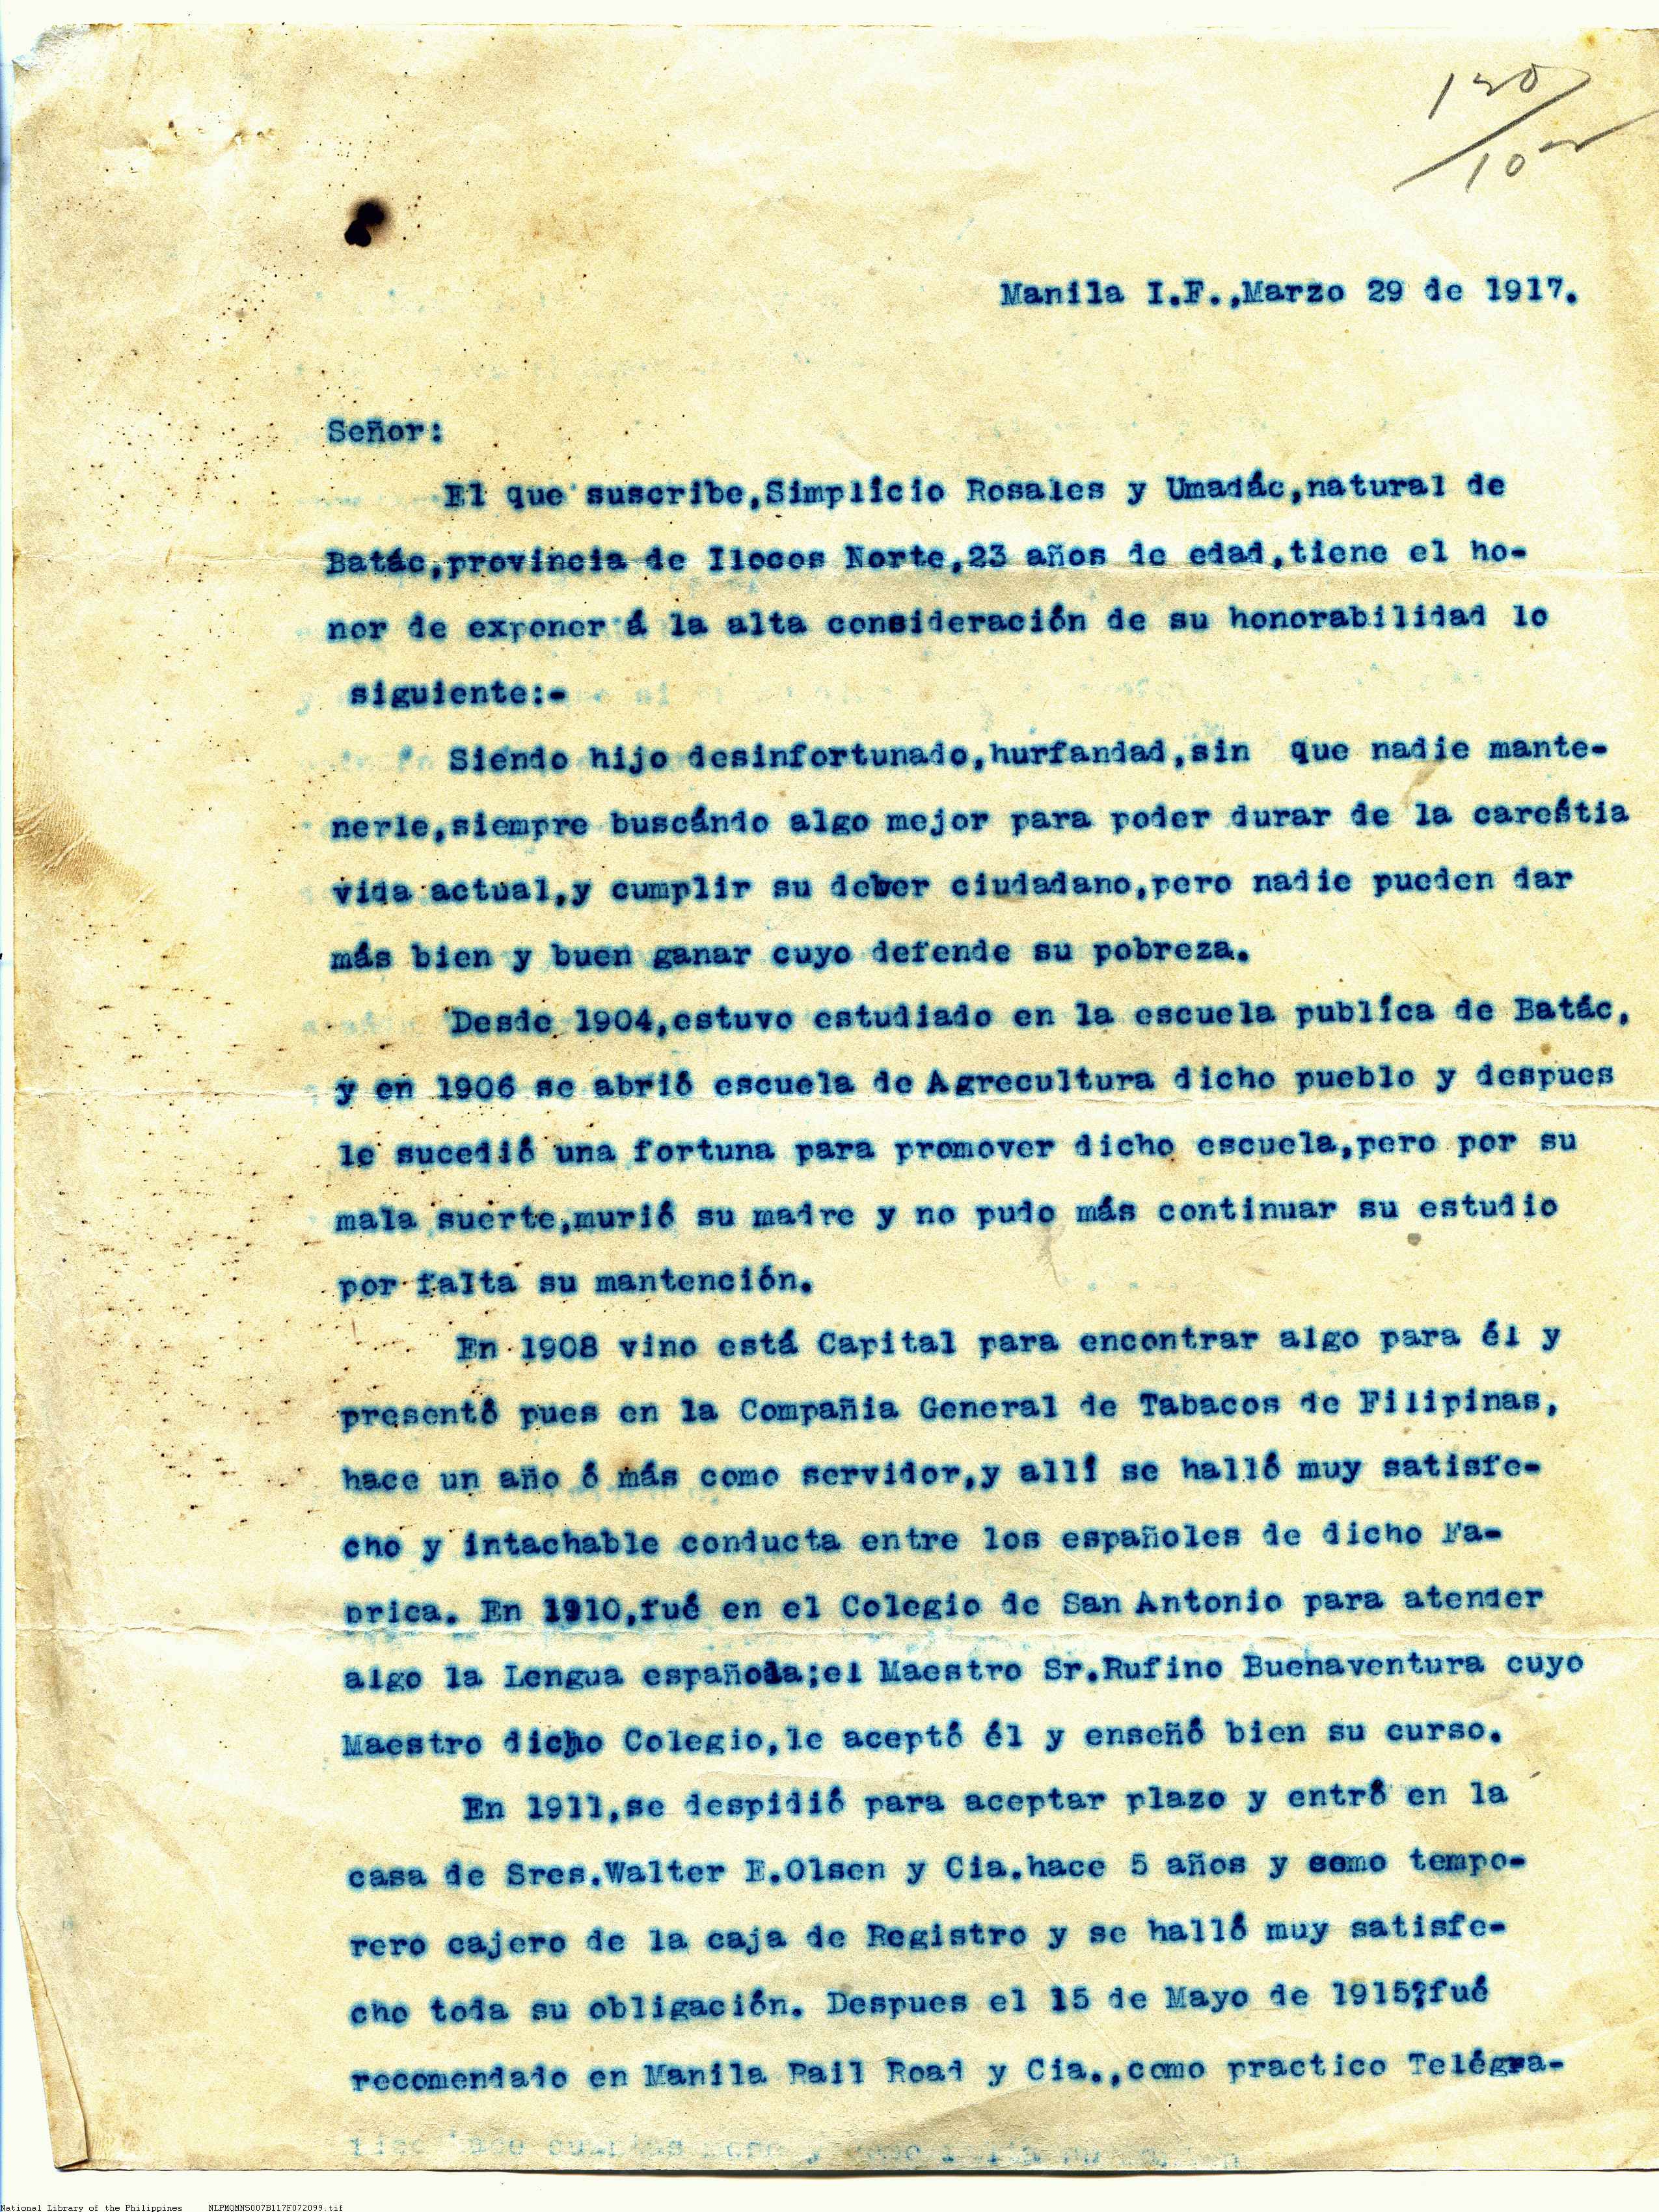 120
10
Manila I.F.,Marzo 29 de 1917.
Señor:
El que suscribe,Simplício Rosales y Umadác,natural de
Batác,provincia de Ilocos Norte,23 años de edad,tiene el ho-
nor de exponer á la alta consideración de su honorabilidad lo
siguiente:-
Siendo hijo desinfortunado,hurfandad,sin que nadie mante-
nerle,siempre buscándo algo mejor para poder durar de la caréstia
vida actual,y cumplir su deber ciudadano,pero nadie pueden dar
más bien y buen ganar cuyo defende su pobreza.
Desde 1904,estuvo estudiado en la escuela publíca de Batác,
y en 1906 se abrió escuela de Agrecultura dicho pueblo y despues
le sucedió una fortuna para promover dicho escuela,pero por su
mala suerte,murió su madre y no pudo más continuar su estudio
por falta su mantención.
En 1908 vino está Capital para encontrar algo para él y
presentó pues en la Compañia General de Tabacos de Filipinas,
hace un año ó más como servidor,y allí se halló muy satisfe-
cho y intachable conducta entre los españoles de dicho Fa-
brica. En 1910,fué en el Colegio de San Antonio para atender
algo la Lengua española;el Maestro Sr.Rufino Buenaventura cuyo
Maestro dicho Colegio,le aceptó él y enseñó bien su curso.
En 1911,se despidió para aceptar plazo y entró en la
casa de Sres.Walter E.Olsen y Cia.hace 5 años y como tempo-
rero cajero de la caja de Registro y se halló muy satisfe-
cho toda su obligación. Despues el 15 de Mayo de 1915?fué
recomendado en Manila Rail Road y Cia.,como practico Telégra-
National Library of the Philippines NLPMQMNS007B117F072099.tif